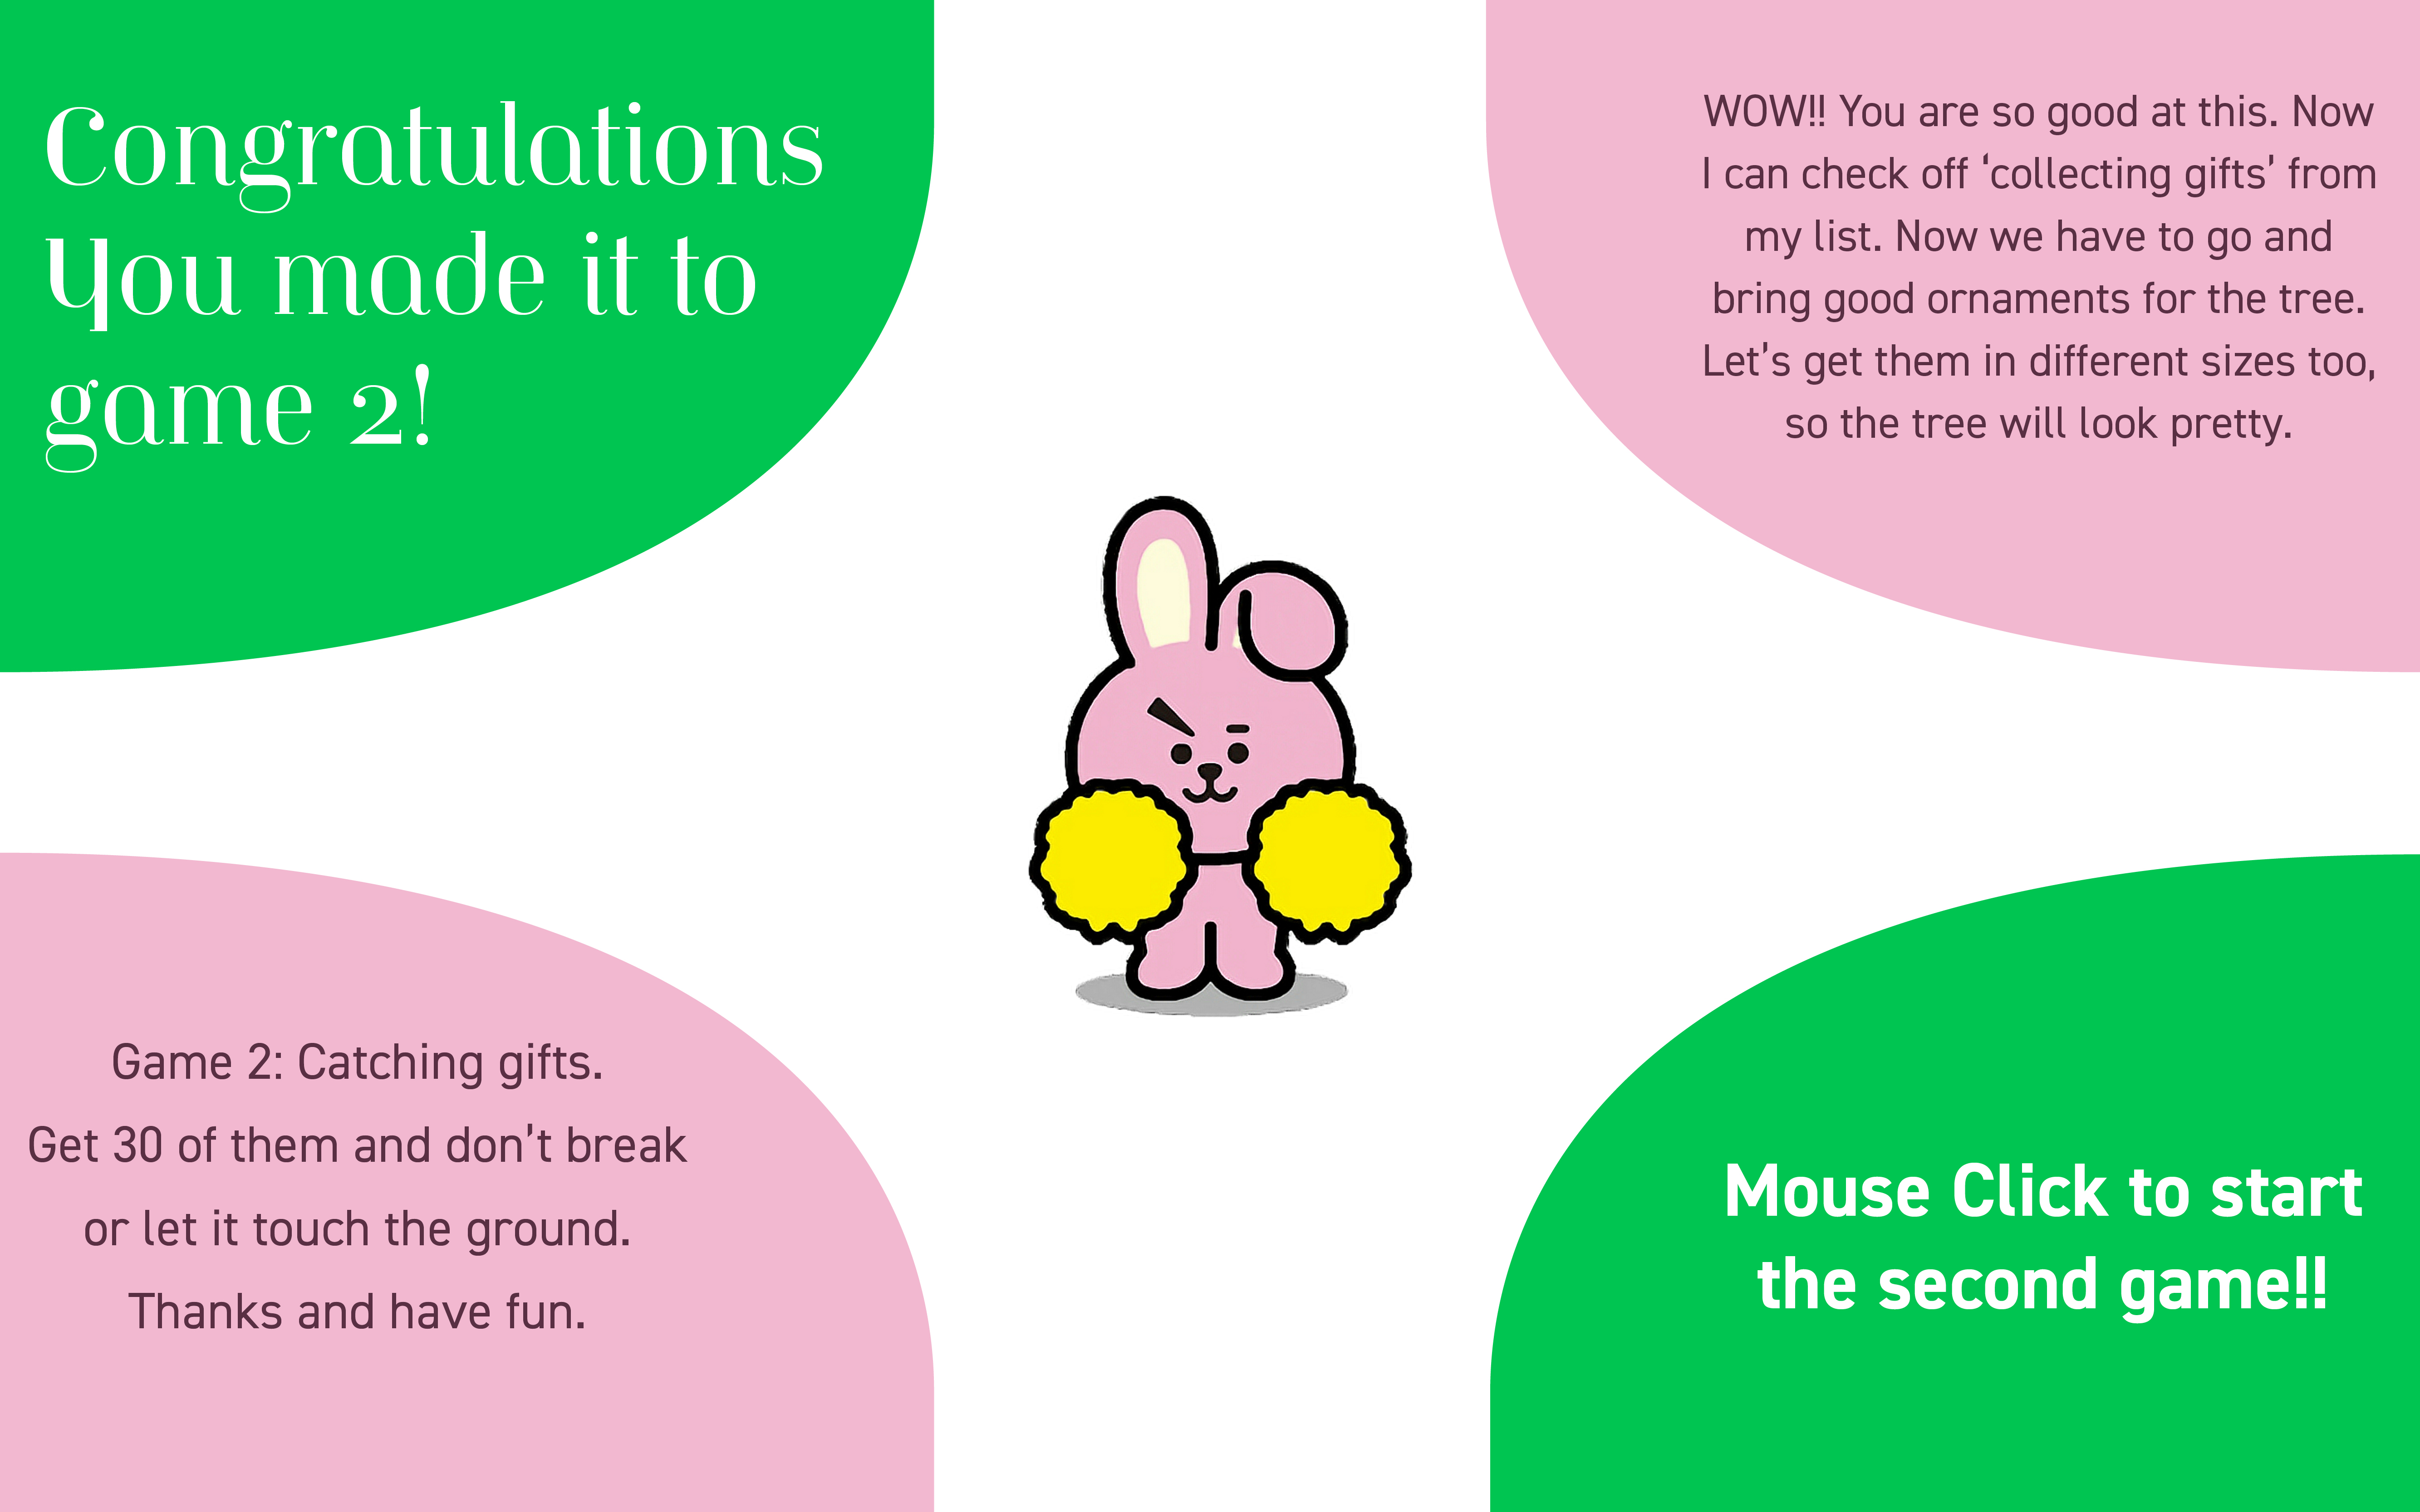 Congratulations
You made it to
game 2!
WOW!! You are so good at this. Now
I can check off ‘collecting gifts’ from
my list. Now we have to go and
bring good ornaments for the tree.
Let’s get them in different sizes too,
so the tree will look pretty.
Game 2: Catching gifts.
Get 30 of them and don’t break
or let it touch the ground.
Thanks and have fun.
Mouse Click to start
the second game!!